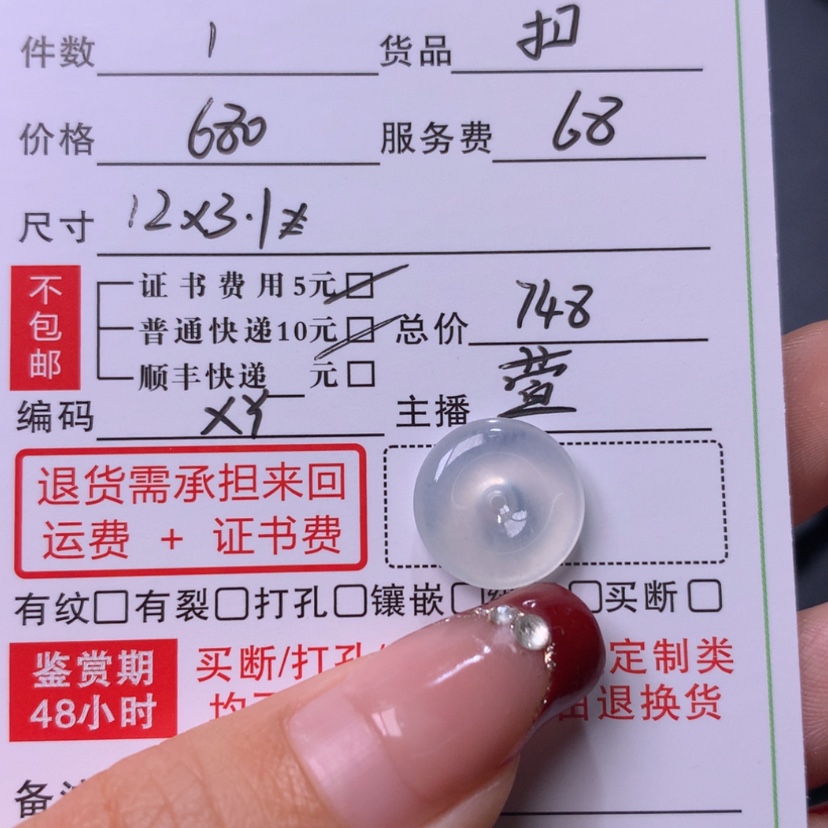 件数 1 货品 扣
价格 680 服务费 68
尺寸 12x3.1
不包邮
证书费用5元
普通快递10元 总价 748
顺丰快递 元
编码 XY 主播 萱
退货需承担来回
运费 + 证书费
有纹 有裂 打孔 镶嵌 买断
鉴赏期 买断/打孔 定制类
48小时 退换货
备